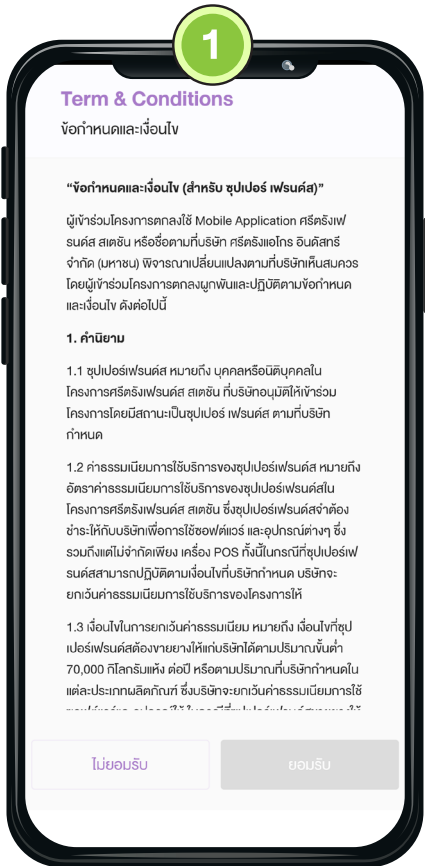 1
Term & Conditions
ข้อกำหนดและเงื่อนไข
“ข้อกำหนดและเงื่อนไข (สำหรับ ซุปเปอร์ เฟรนด์ส)”
ผู้เข้าร่วมโครงการตกลงใช้ Mobile Application ศรีตรังเฟ
รนด์ส สเตชัน หรือชื่อตามที่บริษัท ศรีตรังแอโกร อินดัสทรี
จำกัด (มหาชน) พิจารณาเปลี่ยนแปลงตามที่บริษัทเห็นสมควร
โดยผู้เข้าร่วมโครงการตกลงผูกพันและปฏิบัติตามข้อกำหนด
และเงื่อนไข ดังต่อไปนี้
1. คำนิยาม
1.1 ซุปเปอร์เฟรนด์ส หมายถึง บุคคลหรือนิติบุคคลใน
โครงการศรีตรังเฟรนด์ส สเตชัน ที่บริษัทอนุมัติให้เข้าร่วม
โครงการโดยมีสถานะเป็นซุปเปอร์ เฟรนด์ส ตามที่บริษัท
กำหนด
1.2 ค่าธรรมเนียมการใช้บริการของซุปเปอร์เฟรนด์ส หมายถึง
อัตราค่าธรรมเนียมการใช้บริการของซุปเปอร์เฟรนด์สใน
โครงการศรีตรังเฟรนด์ส สเตชัน ซึ่งซุปเปอร์เฟรนด์สจำต้อง
ชำระให้กับบริษัทเพื่อการใช้ซอฟต์แวร์ และอุปกรณ์ต่างๆ ซึ่ง
รวมถึงแต่ไม่จำกัดเพียง เครื่อง POS ทั้งนี้ในกรณีที่ซุปเปอร์เฟ
รนด์สสามารถปฏิบัติตามเงื่อนไขที่บริษัทกำหนด บริษัทจะ
ยกเว้นค่าธรรมเนียมการใช้บริการของโครงการให้
1.3 เงื่อนไขในการยกเว้นค่าธรรมเนียม หมายถึง เงื่อนไขที่ซุป
เปอร์เฟรนด์สต้องขายยางให้แก่บริษัทได้ตามปริมาณขั้นต่ำ
70,000 กิโลกรัมแห้ง ต่อปี หรือตามปริมาณที่บริษัทกำหนดใน
แต่ละประเภทผลิตภัณฑ์ ซึ่งบริษัทจะยกเว้นค่าธรรมเนียมการใช้
ไม่ยอมรับ
ยอมรับ